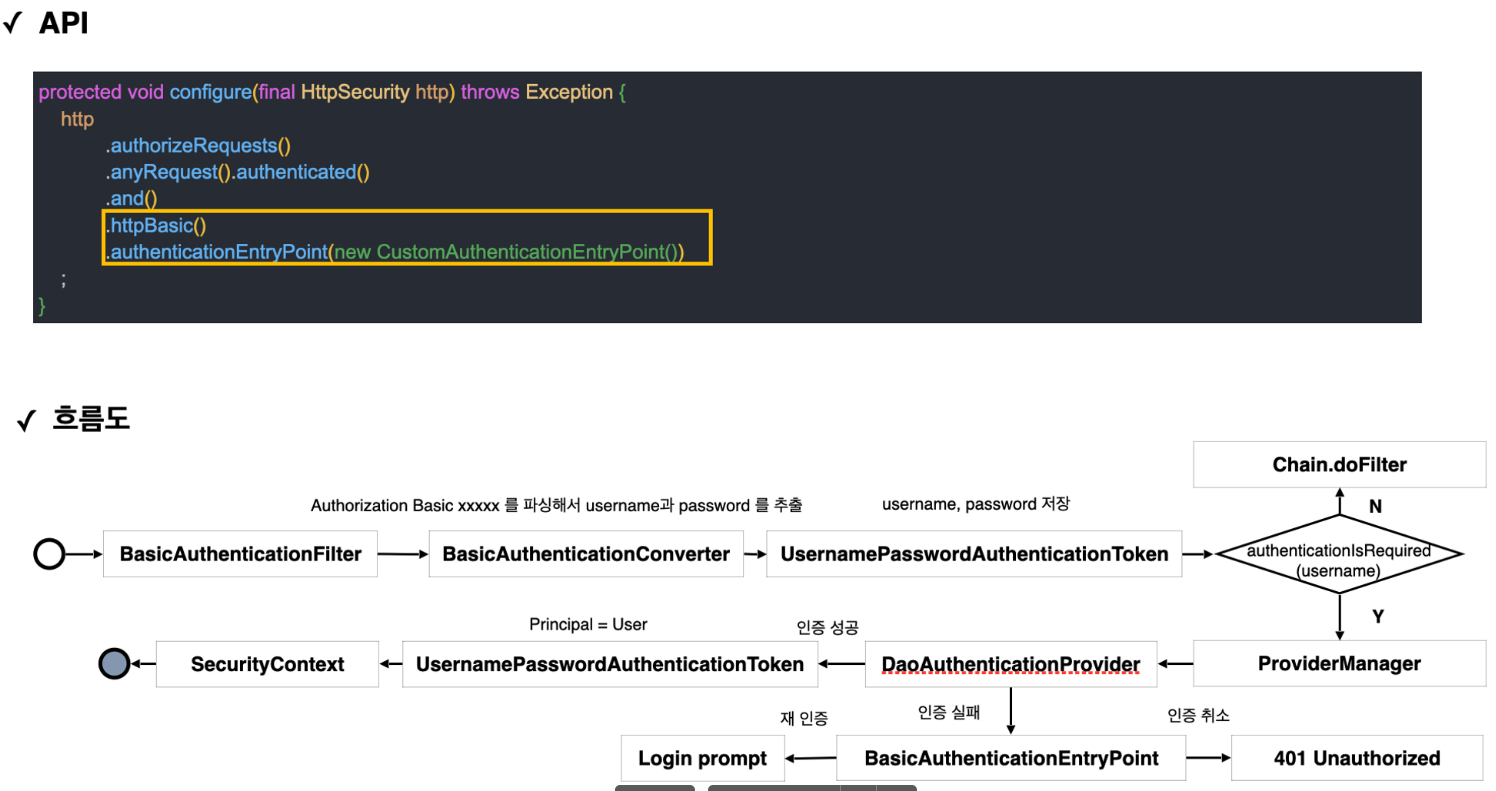 ✓ API
protected void configure(final HttpSecurity http) throws Exception {
http
.authorizeRequests()
.anyRequest().authenticated()
.and()
.httpBasic()
.authenticationEntryPoint(new CustomAuthenticationEntryPoint())
;
}
✓ 흐름도
Chain.doFilter
Authorization Basic xxxxx 를 파싱해서 username과 password 를 추출
username, password 저장
N
BasicAuthenticationFilter
BasicAuthenticationConverter
UsernamePasswordAuthenticationToken
authenticationIsRequired
(username)
Y
Principal = User
인증 성공
SecurityContext
UsernamePasswordAuthenticationToken
DaoAuthenticationProvider
ProviderManager
재 인증
인증 실패
인증 취소
Login prompt
BasicAuthenticationEntryPoint
401 Unauthorized